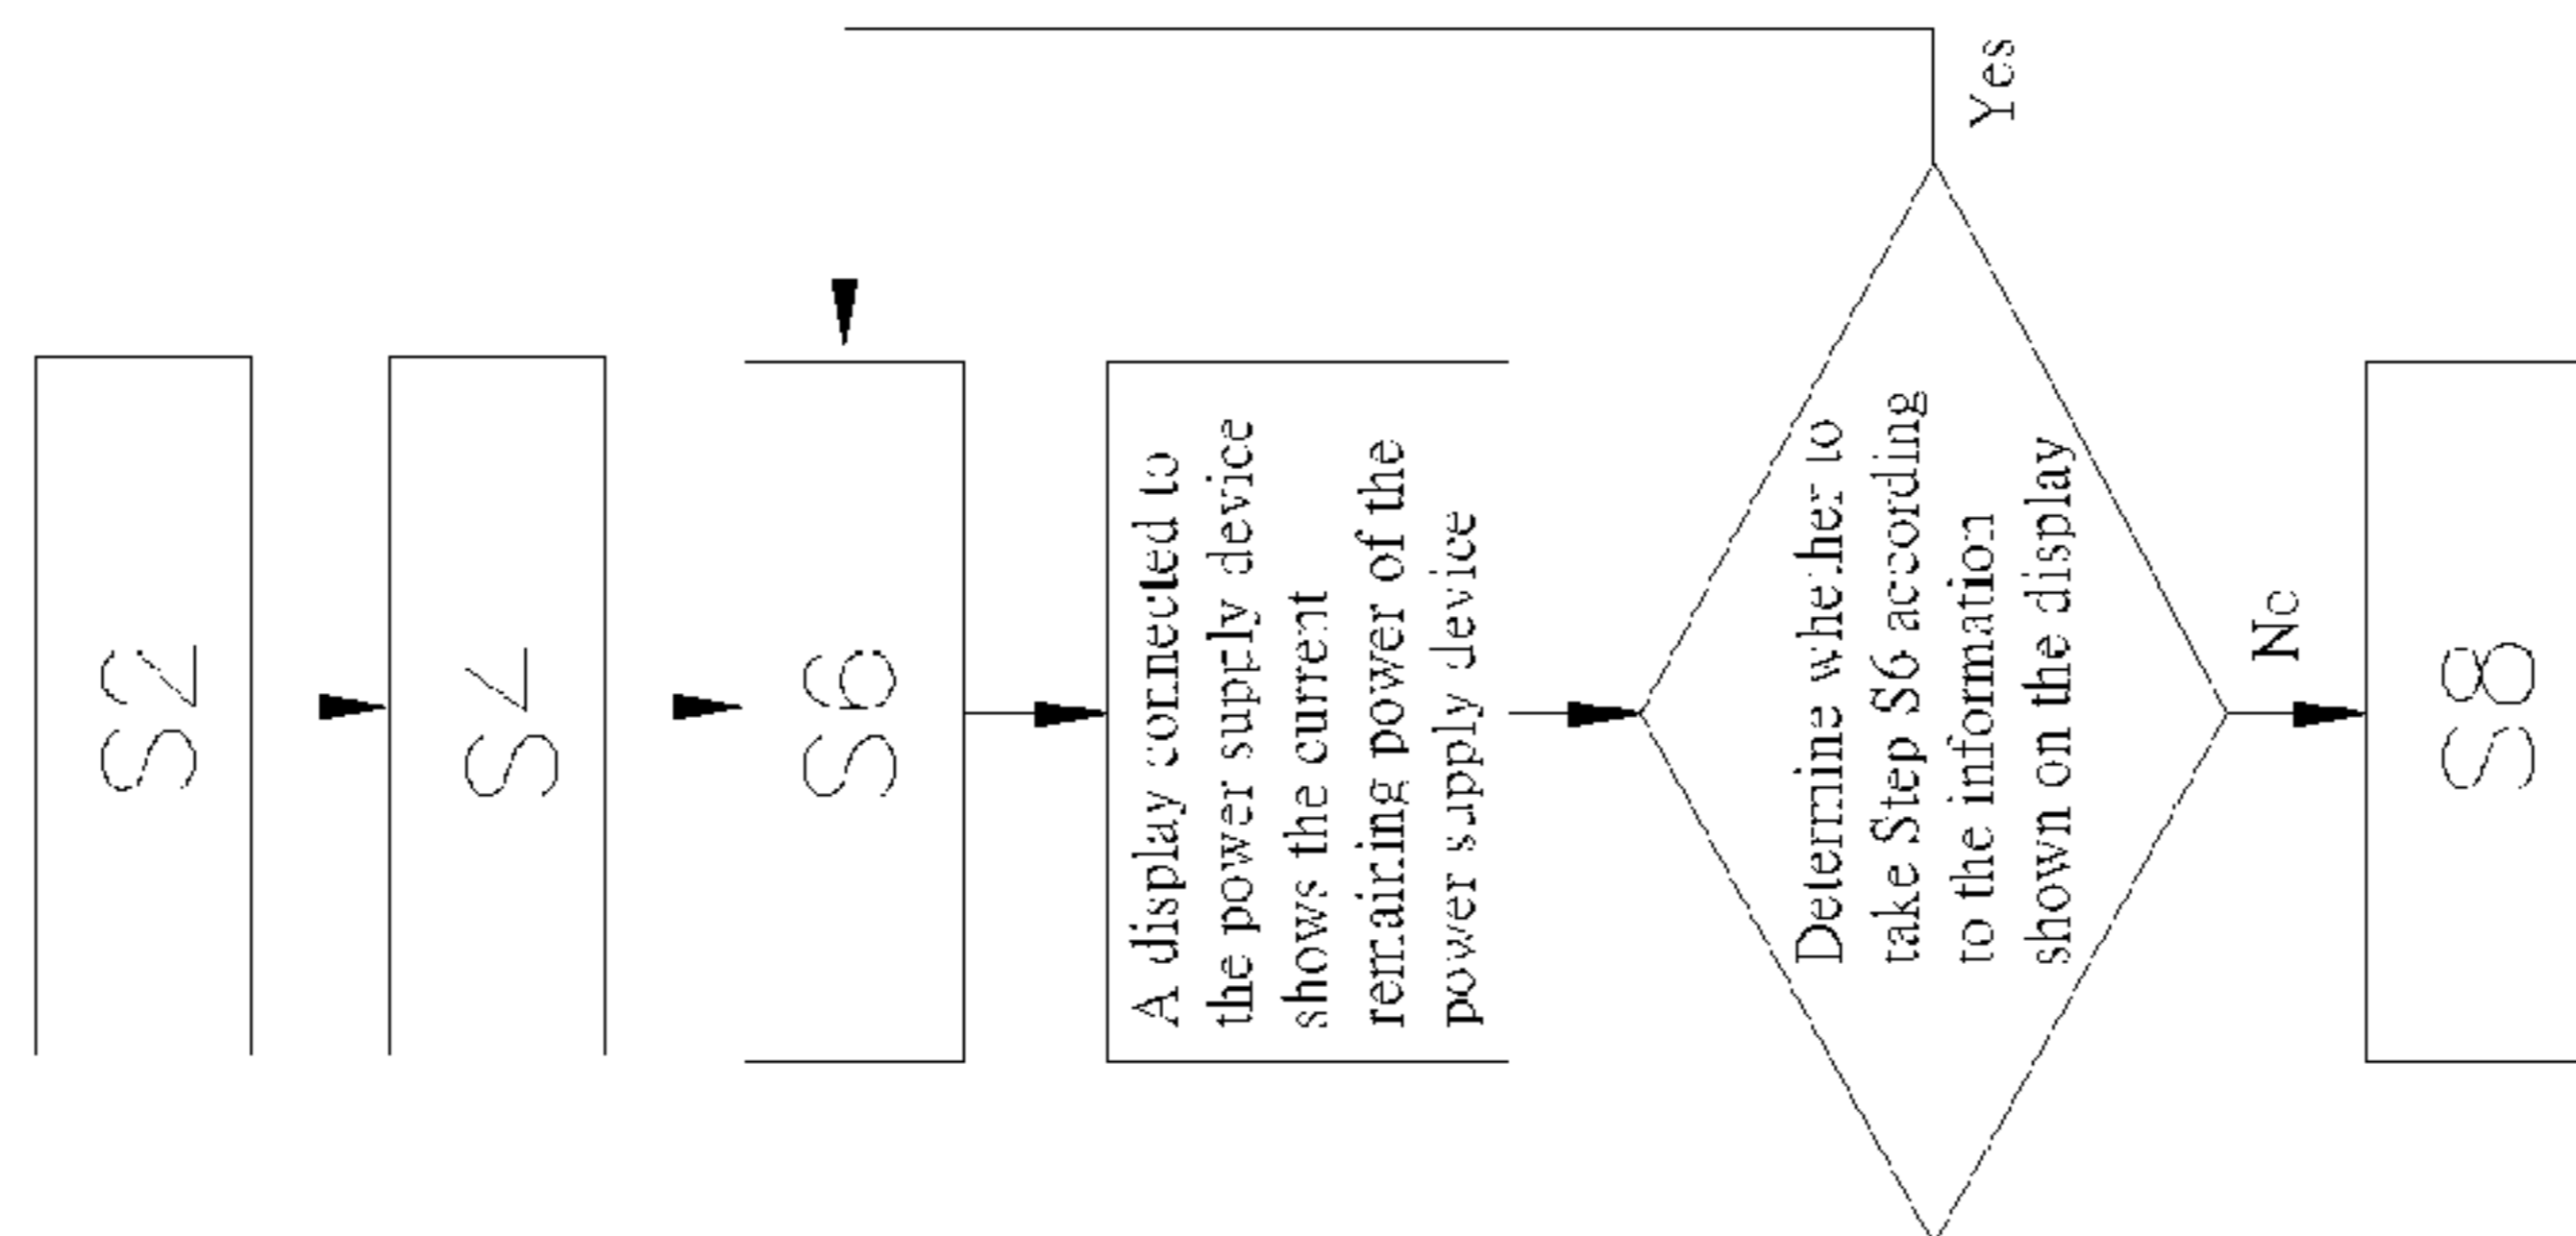 S2
S4
S6
A display connected to
the power supply device
shows the current
remaining power of the
power supply device
Determine whether to
take Step S6 according
to the information
shown on the display
Yes
No
S8